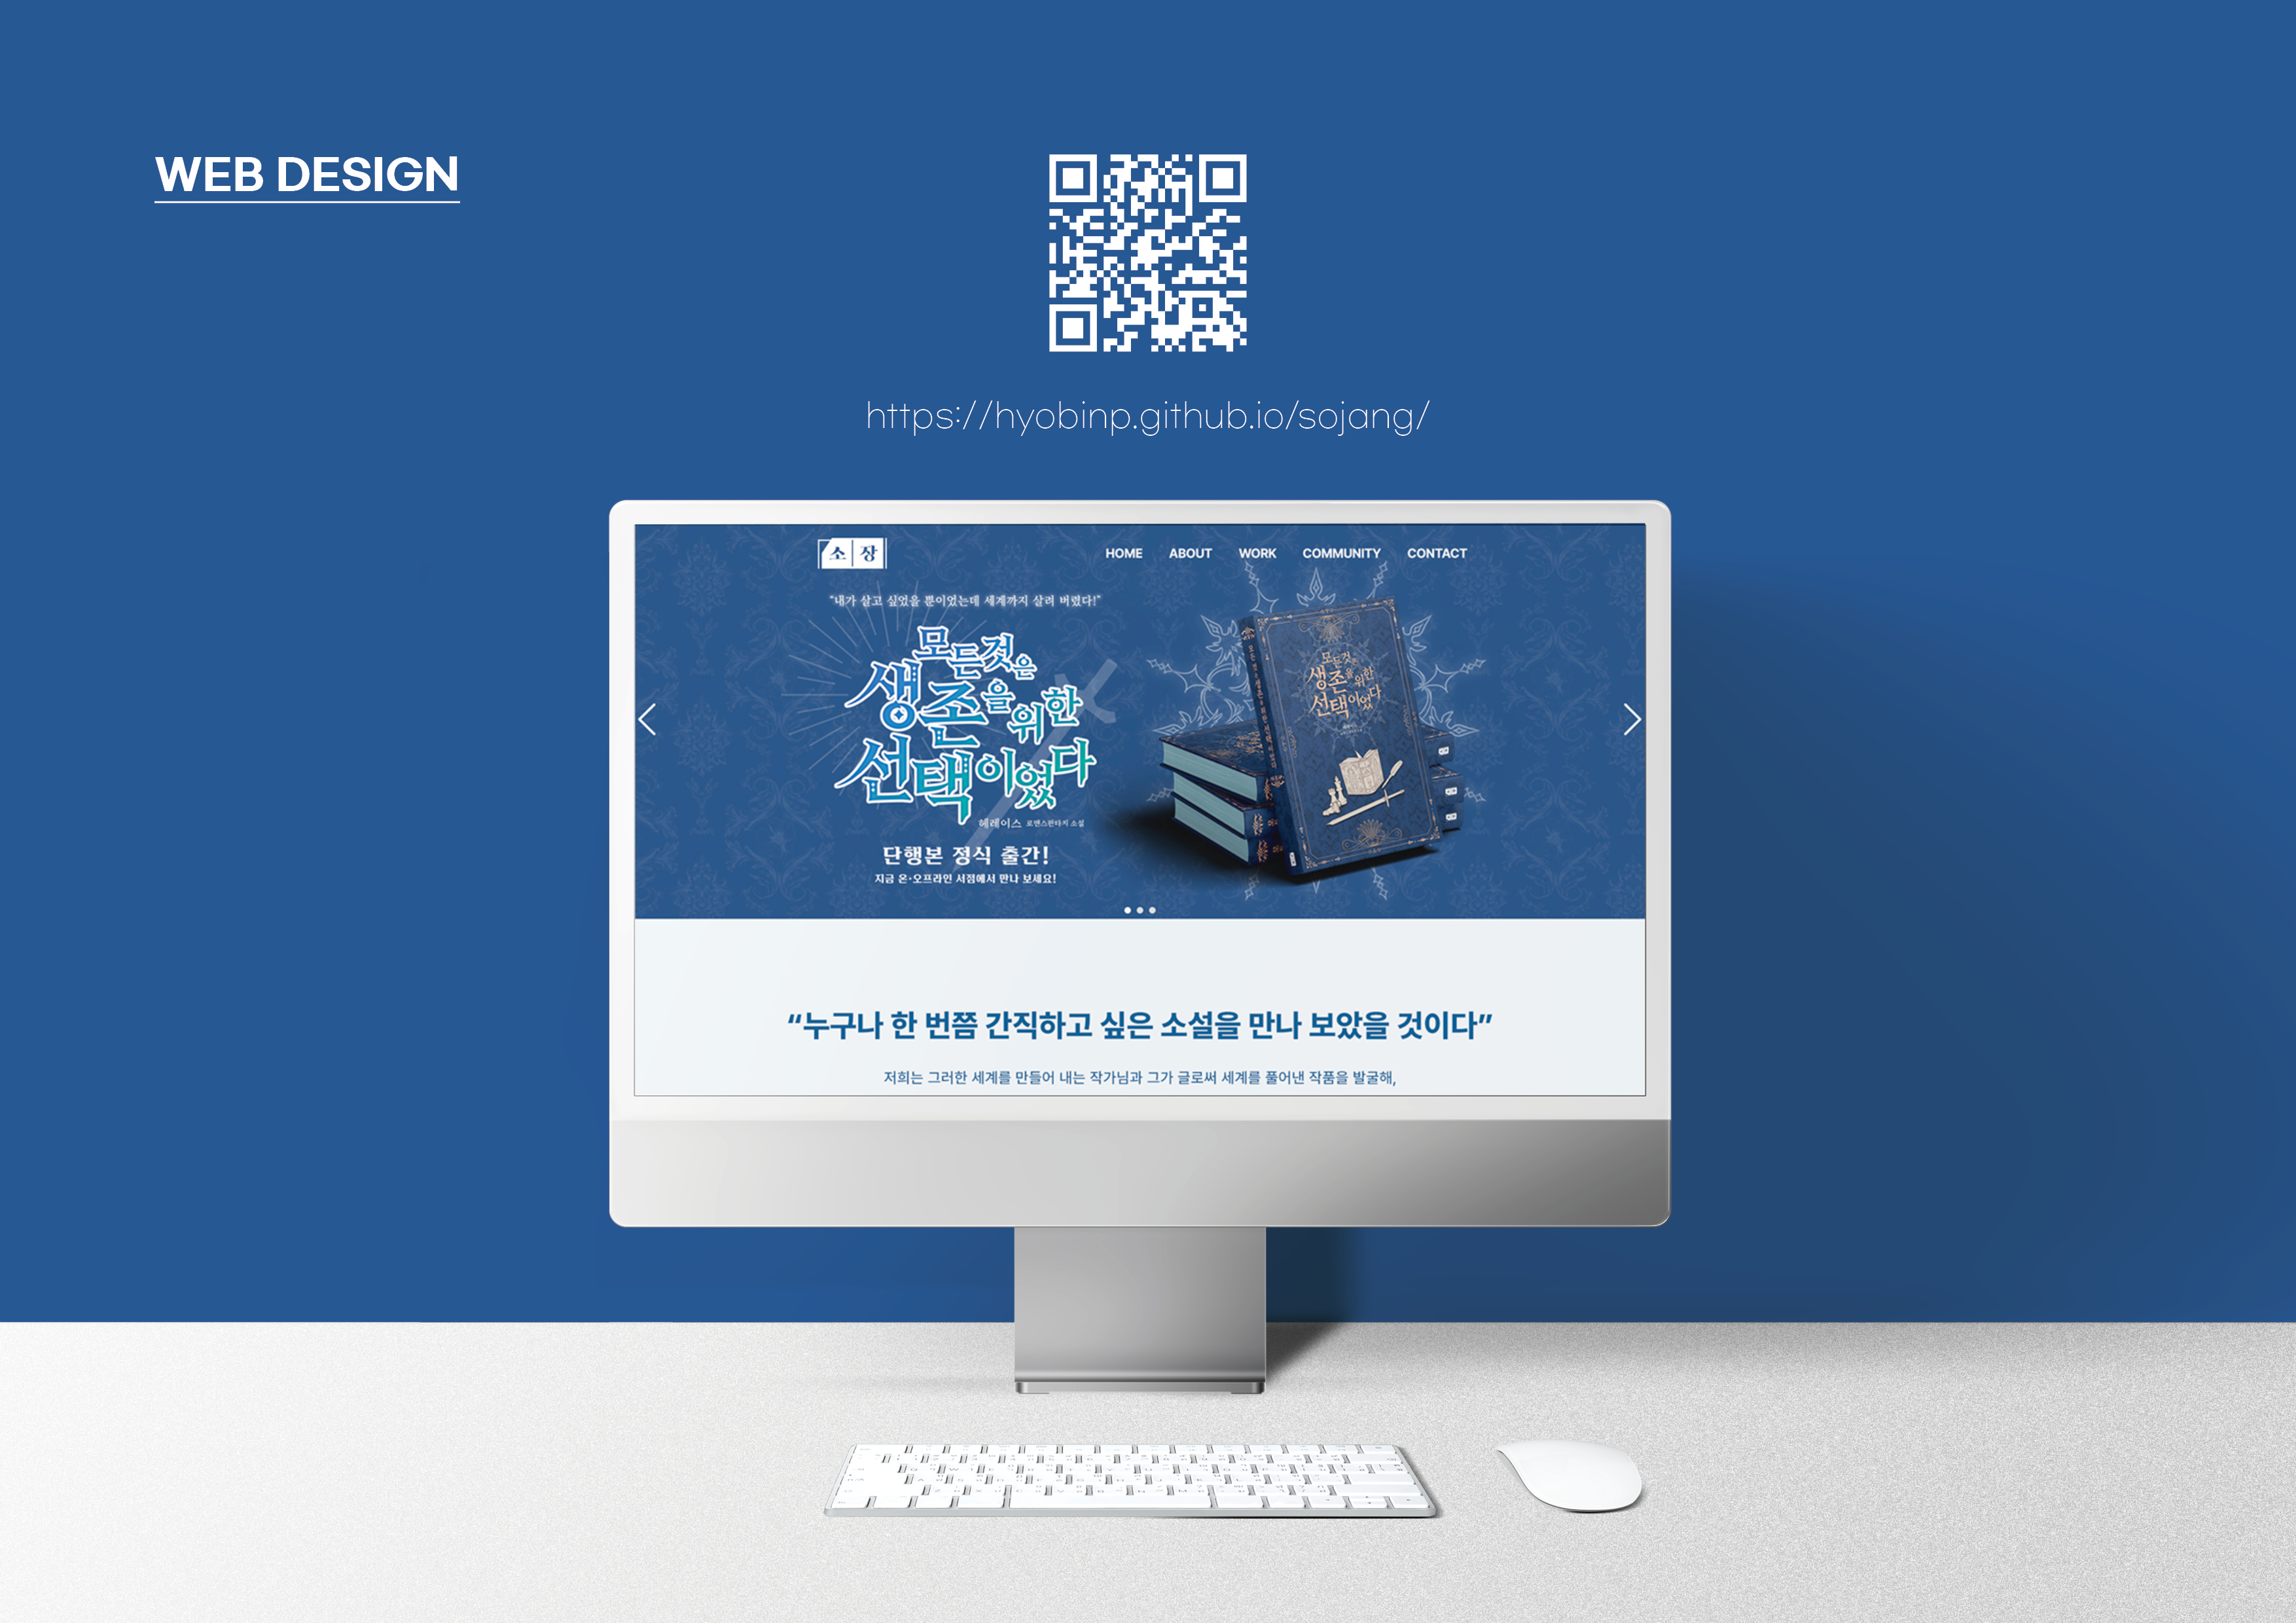 WEB DESIGN
https://hyobinp.github.io/sojang/
소장
HOME ABOUT WORK COMMUNITY CONTACT
"내가 살고 싶었을 뿐이었는데 세계까지 살려 버렸다!"
모든것은
생존을 위한
선택이었다
헤레이스 로맨스판타지 소설
단행본 정식 출간!
지금 온·오프라인 서점에서 만나 보세요!
모든것은
생존을 위한
선택이었다
“누구나 한 번쯤 간직하고 싶은 소설을 만나 보았을 것이다”
저희는 그러한 세계를 만들어 내는 작가님과 그가 글로써 세계를 풀어낸 작품을 발굴해,